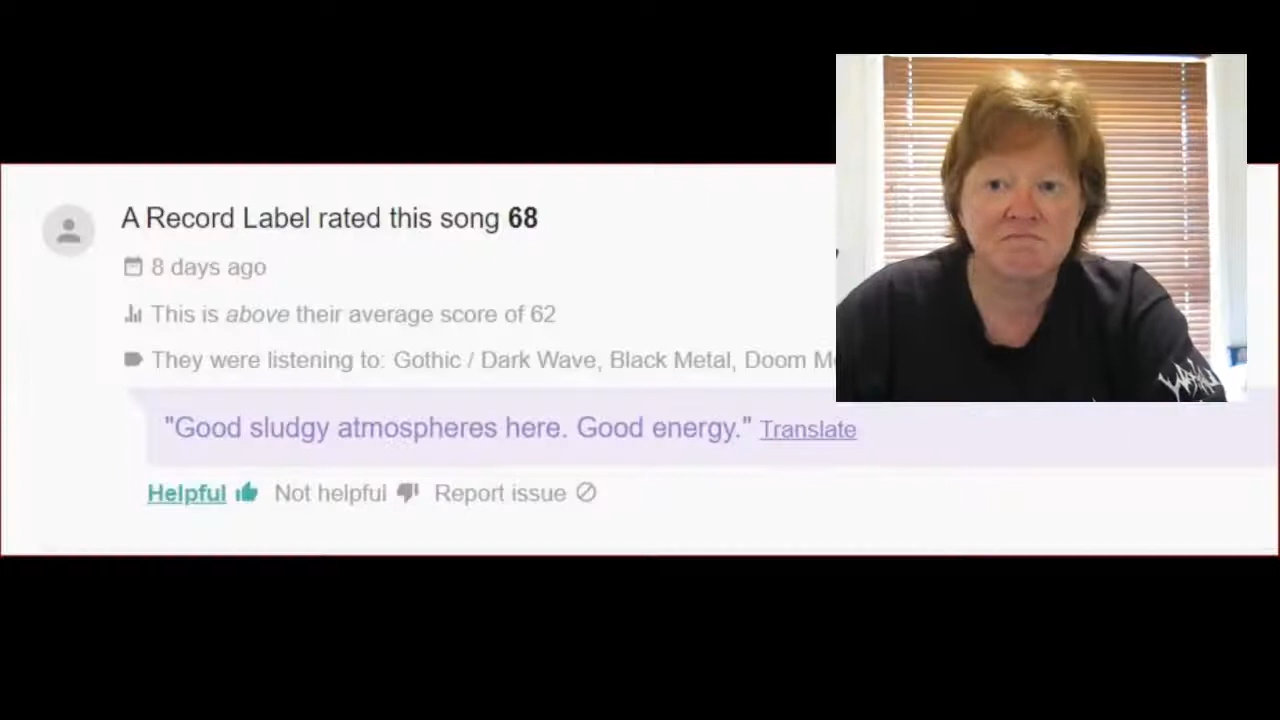 A Record Label rated this song 68
8 days ago
This is above their average score of 62
They were listening to: Gothic / Dark Wave, Black Metal, Doom
"Good sludgy atmospheres here. Good energy." Translate
Helpful Not helpful Report issue